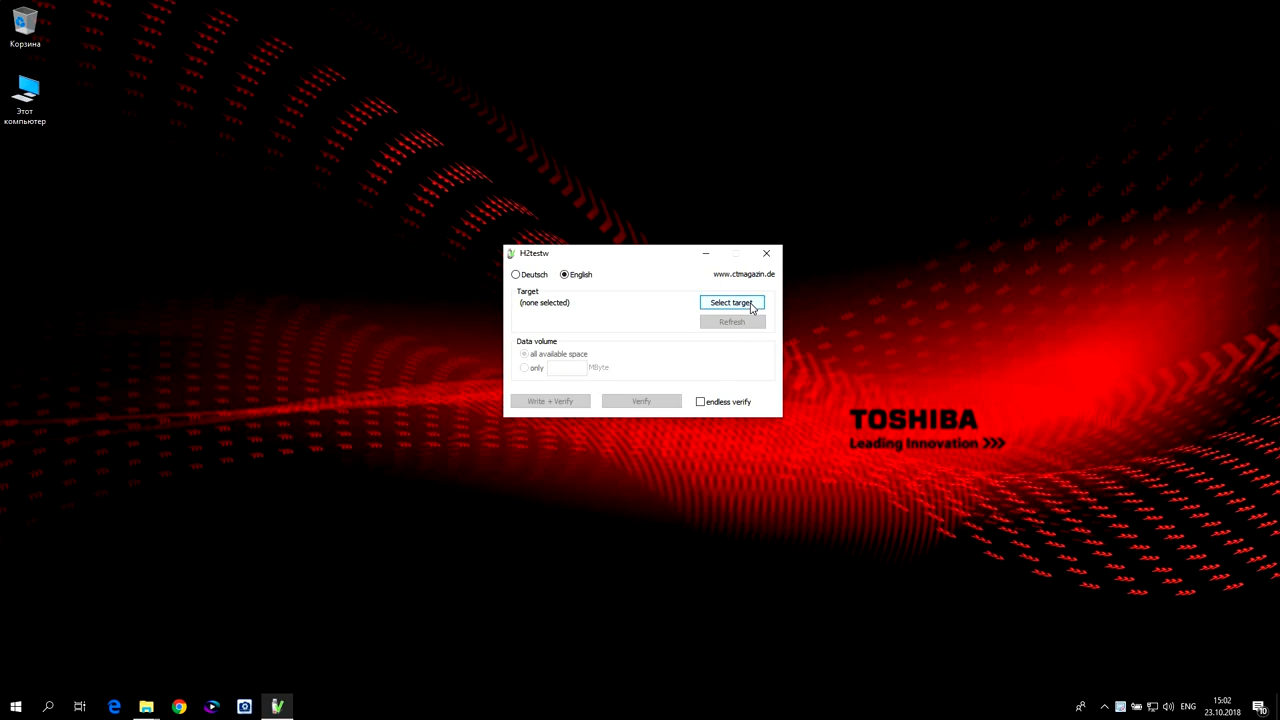 Корзина
Этот
компьютер
H2testw
Deutsch
English
www.ctmagazin.de
Target
(none selected)
Select target
Refresh
Data volume
all available space
only
MByte
Write + Verify
Verify
endless verify
TOSHIBA
Leading Innovation >>>
ENG
15:02
23.10.2018
10